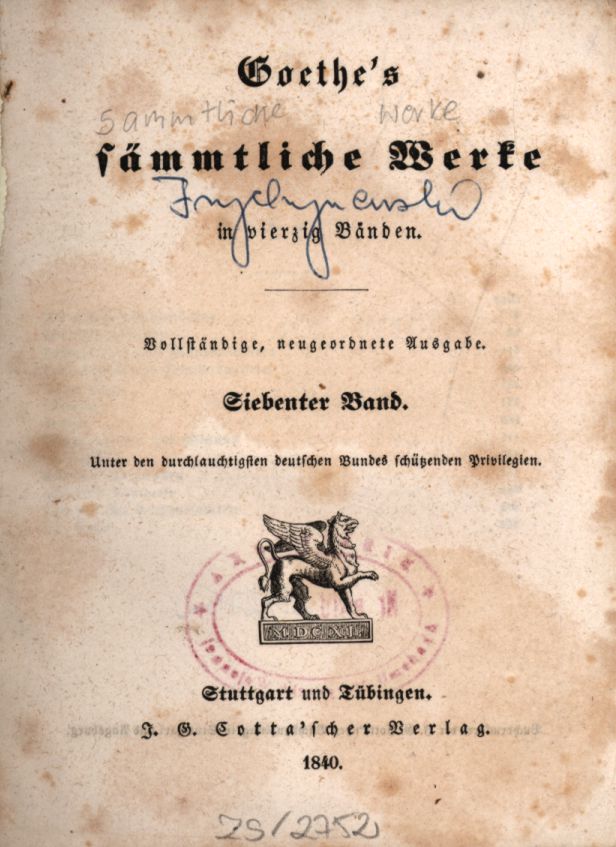 Goethe's
Sammtliche Werke
sämmtliche Werke
in vierzig Bänden.
Vollständige, neugeordnete Ausgabe.
Siebenter Band.
Unter den durchlauchtigsten deutschen Bundes schützenden Privilegien.
MDCXL
Stuttgart und Tübingen.
J. G. Cotta'scher Verlag.
1840.
ZS/2752